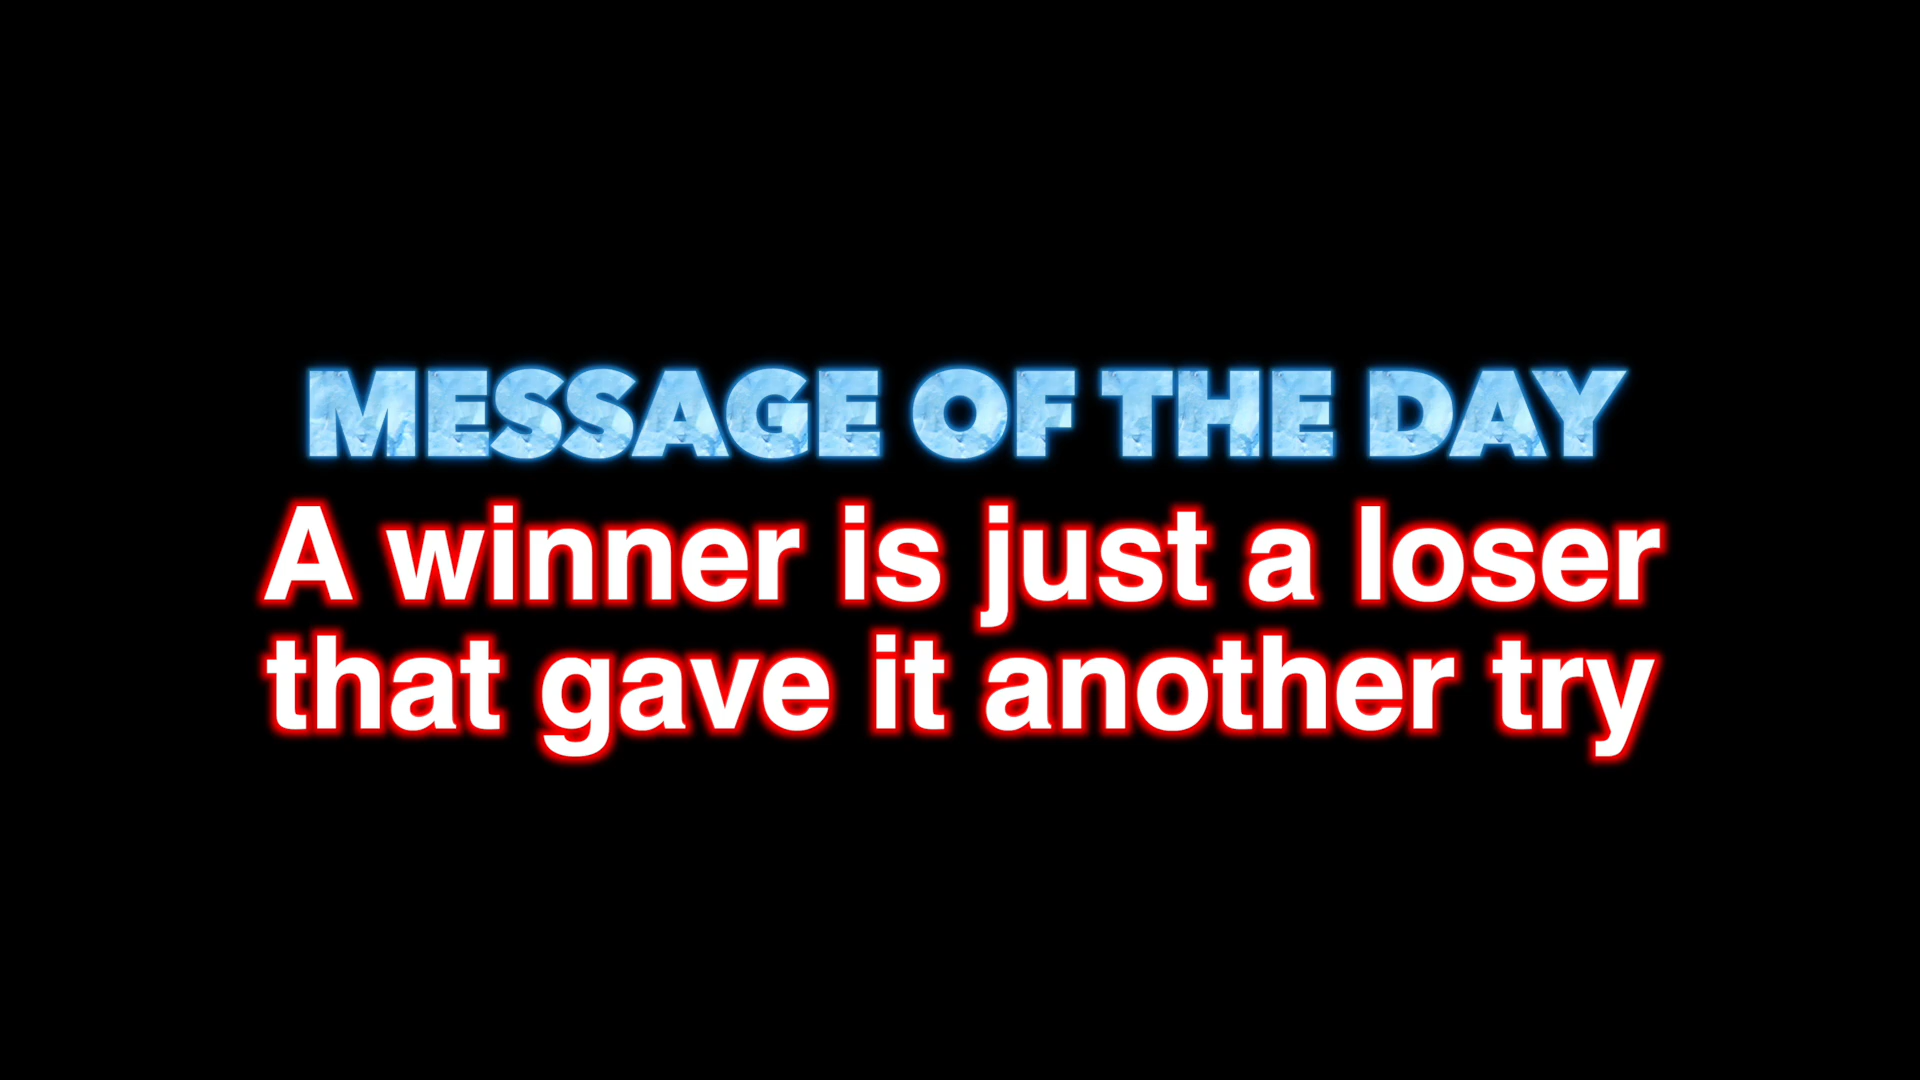 MESSAGE OF THE DAY
A winner is just a loser
that gave it another try